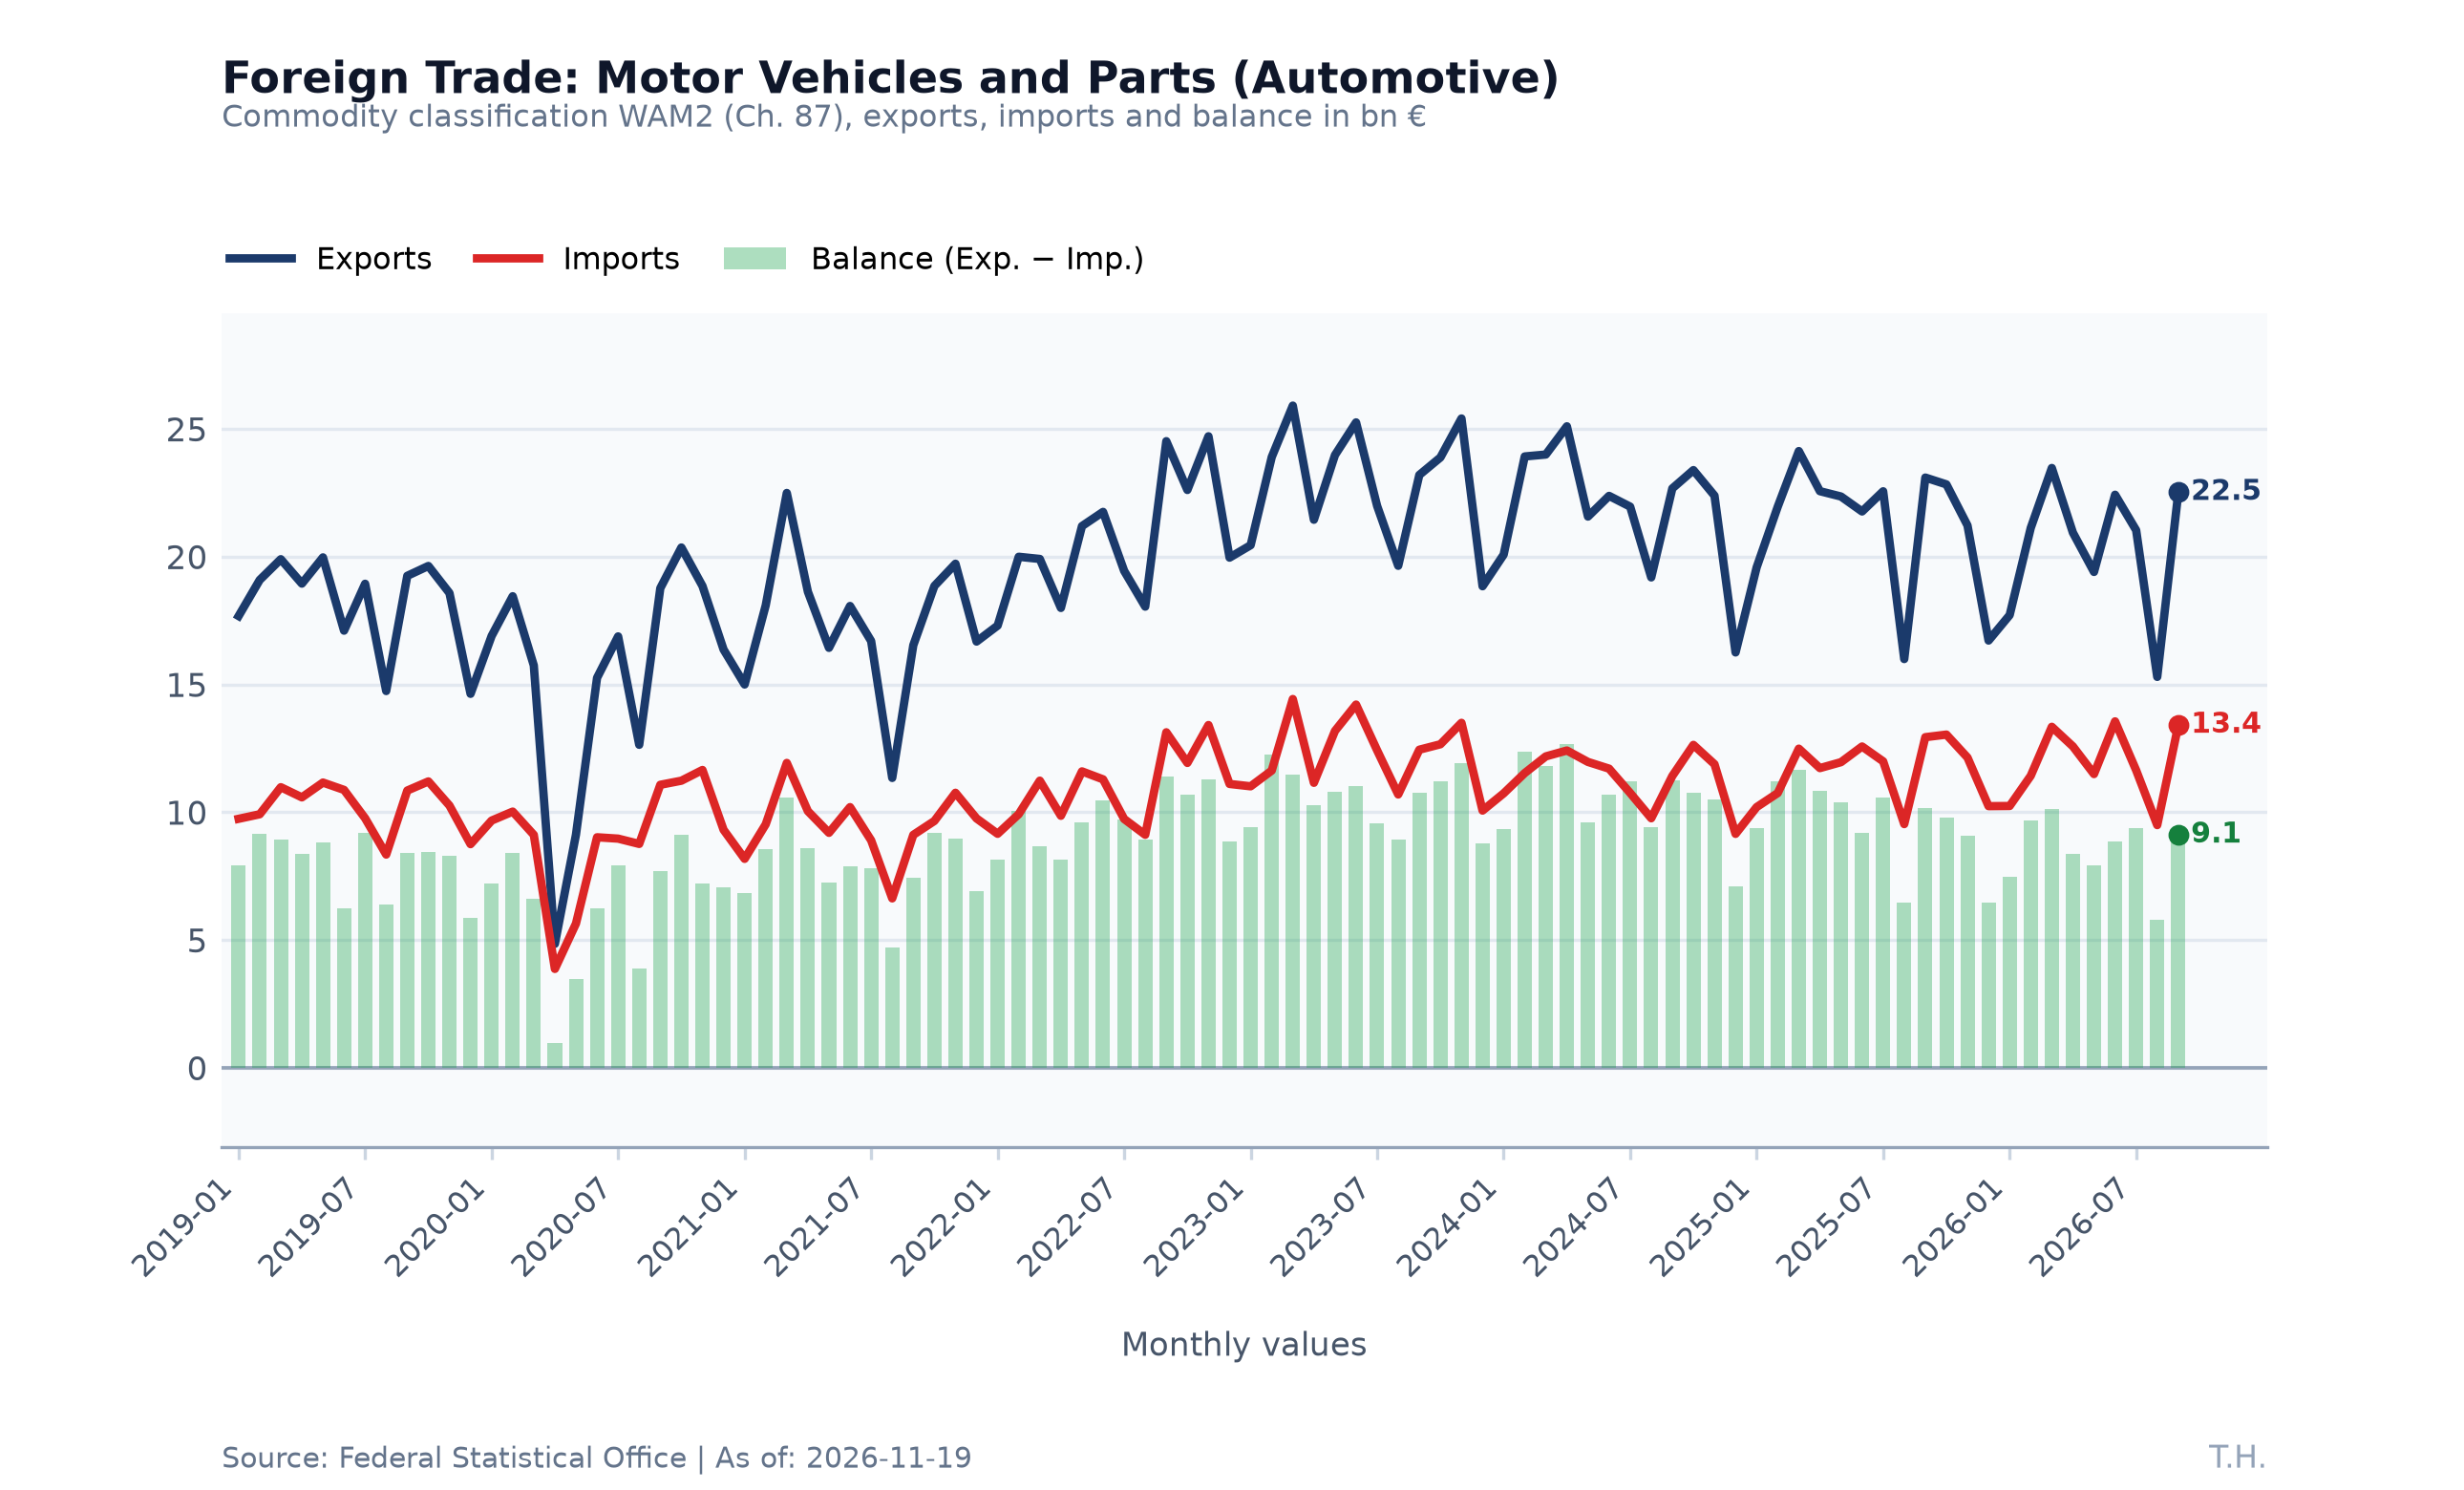 Foreign Trade: Motor Vehicles and Parts (Automotive)
Commodity classification WAM2 (Ch. 87), exports, imports and balance in bn €
Exports Imports Balance (Exp. − Imp.)
25
20
15
10
5
0
22.5
13.4
9.1
2019-01 2019-07 2020-01 2020-07 2021-01 2021-07 2022-01 2022-07 2023-01 2023-07 2024-01 2024-07 2025-01 2025-07 2026-01 2026-07
Monthly values
Source: Federal Statistical Office | As of: 2026-11-19
T.H.